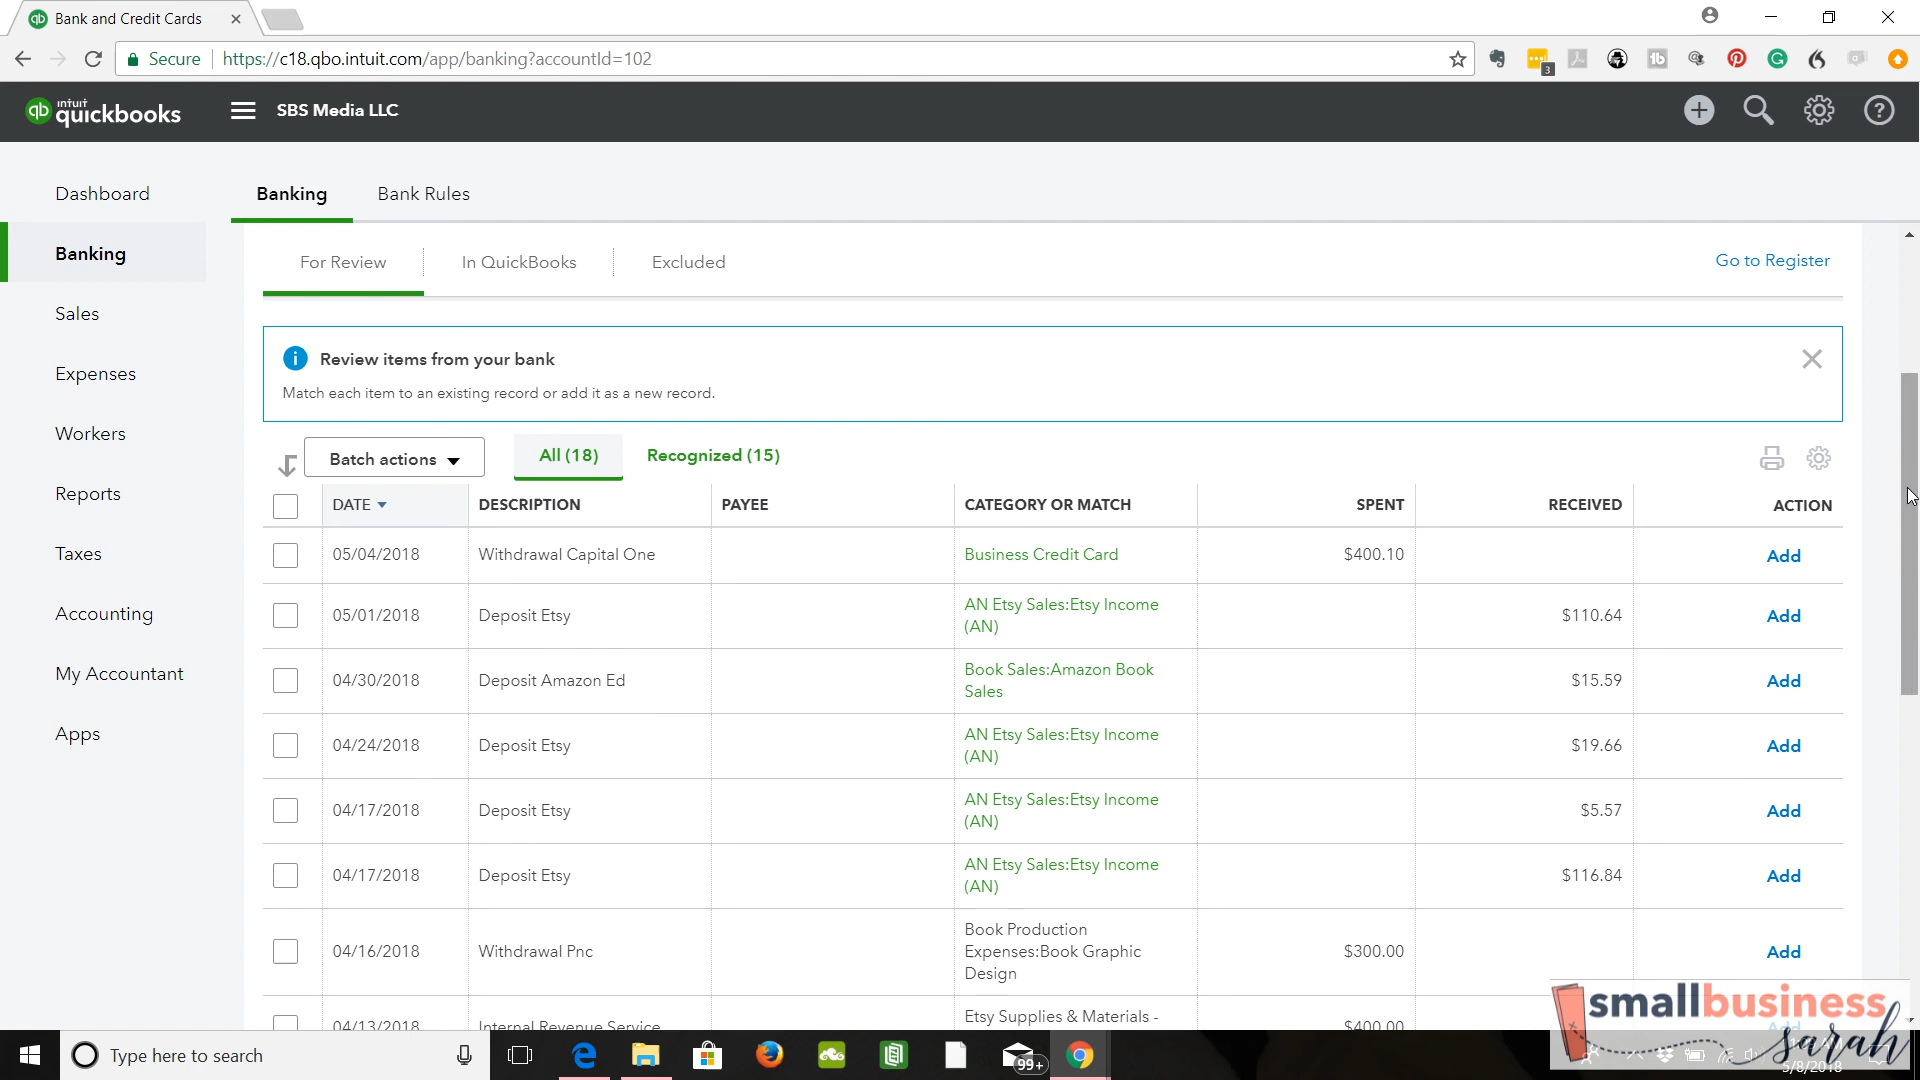 Bank and Credit Cards
Secure https://c18.qbo.intuit.com/app/banking?accountId=102
3
intuit quickbooks SBS Media LLC
Dashboard
Banking
Sales
Expenses
Workers
Reports
Taxes
Accounting
My Accountant
Apps
Banking Bank Rules
For Review In QuickBooks Excluded Go to Register
Review items from your bank
Match each item to an existing record or add it as a new record.
Batch actions All (18) Recognized (15)
DATE DESCRIPTION PAYEE CATEGORY OR MATCH SPENT RECEIVED ACTION
05/04/2018 Withdrawal Capital One Business Credit Card $400.10 Add
05/01/2018 Deposit Etsy AN Etsy Sales:Etsy Income
(AN) $110.64 Add
04/30/2018 Deposit Amazon Ed Book Sales:Amazon Book
Sales $15.59 Add
04/24/2018 Deposit Etsy AN Etsy Sales:Etsy Income
(AN) $19.66 Add
04/17/2018 Deposit Etsy AN Etsy Sales:Etsy Income
(AN) $5.57 Add
04/17/2018 Deposit Etsy AN Etsy Sales:Etsy Income
(AN) $116.84 Add
04/16/2018 Withdrawal Pnc Book Production
Expenses:Book Graphic
Design $300.00 Add
04/13/2018 Internal Revenue Service Etsy Supplies & Materials - $400.00
smallbusiness
sarah
Type here to search
99+
5/8/2018